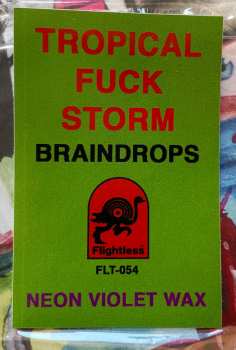 TROPICAL
FUCK
STORM
BRAINDROPS
Flightless
FLT-054
NEON VIOLET WAX